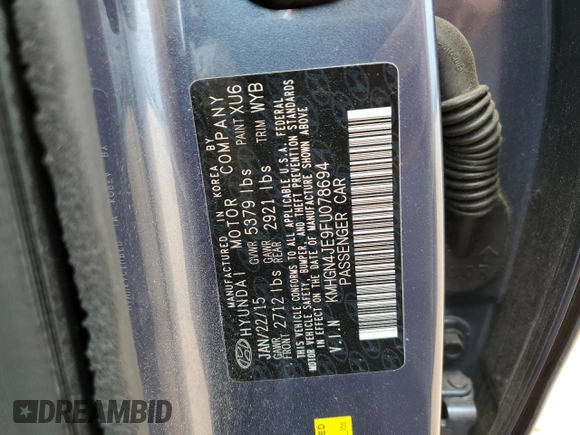 MANUFACTURED IN KOREA BY
HYUNDAI MOTOR COMPANY
JAN/22/15 GVWR 5379 lbs PAINT XU6
GAWR FRONT 2712 lbs GAWR REAR 2921 lbs TRIM WYB
THIS VEHICLE CONFORMS TO ALL APPLICABLE U.S.A. FEDERAL
MOTOR VEHICLE SAFETY, BUMPER, AND THEFT PREVENTION STANDARDS
IN EFFECT ON THE DATE OF MANUFACTURE SHOWN ABOVE
V.I.N KMHGN4JE9FU078694
PASSENGER CAR
DREAMBID